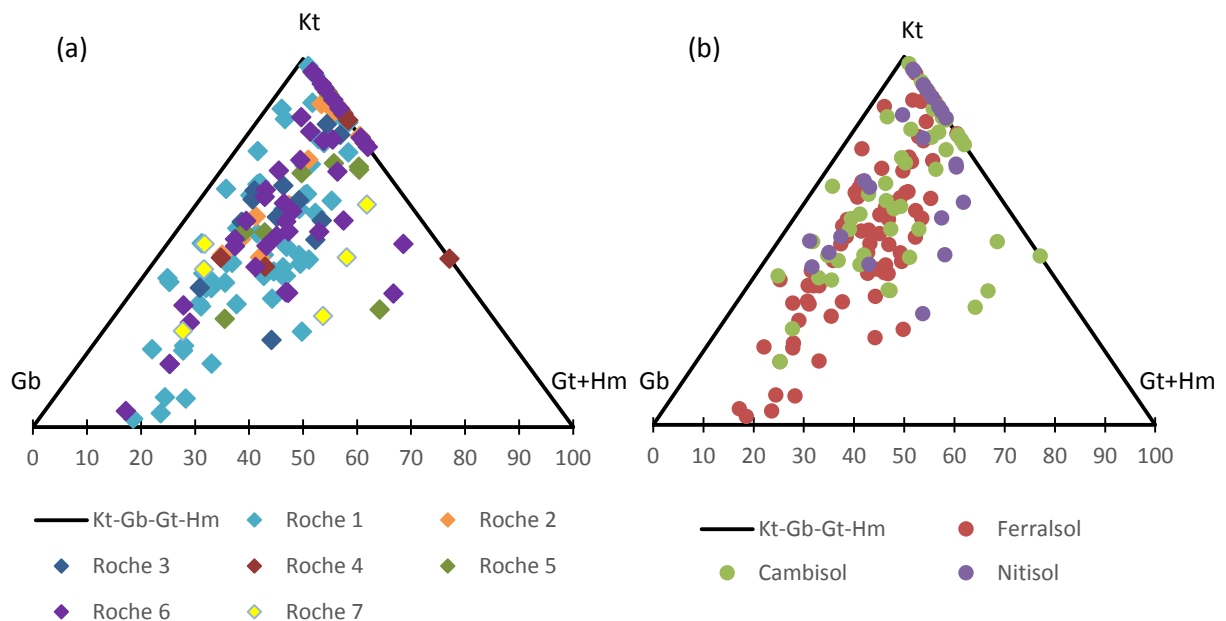 (a)
Kt
Gb
Gt+Hm
0 10 20 30 40 50 60 70 80 90 100
Kt-Gb-Gt-Hm Roche 1 Roche 2
Roche 3 Roche 4 Roche 5
Roche 6 Roche 7
(b)
Kt
Gb
Gt+Hm
0 10 20 30 40 50 60 70 80 90 100
Kt-Gb-Gt-Hm Ferralsol
Cambisol Nitisol